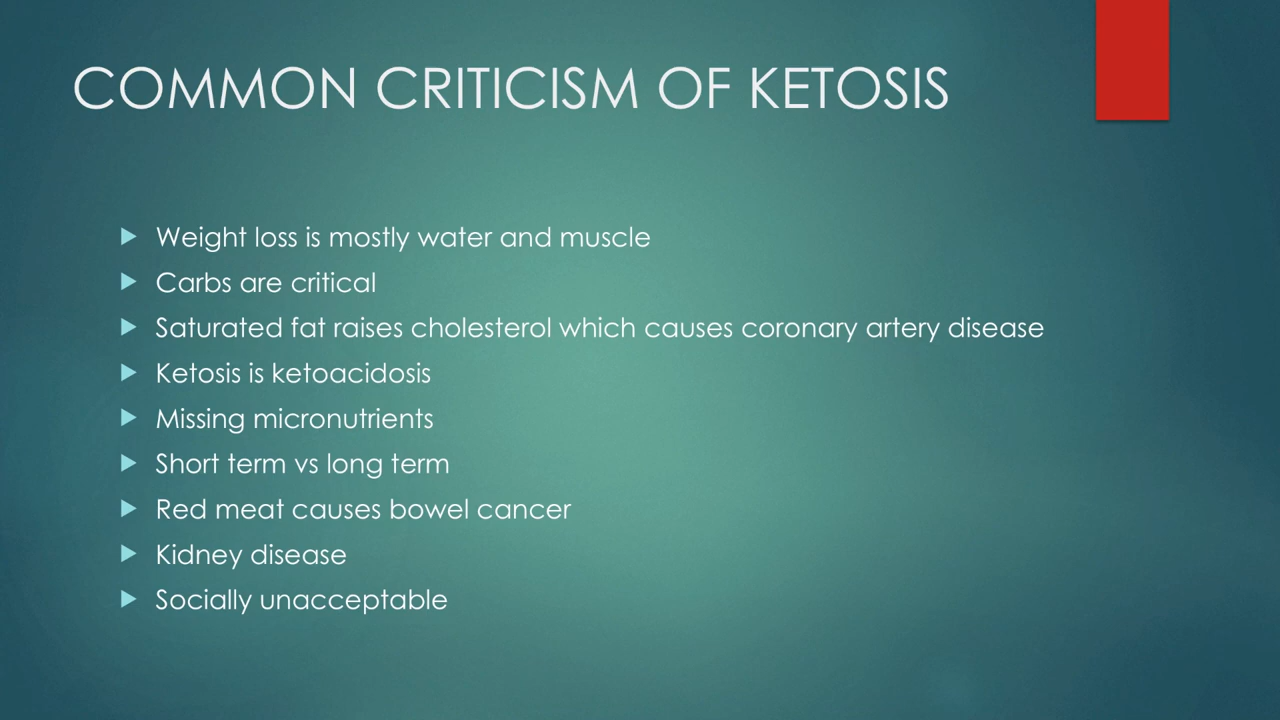 COMMON CRITICISM OF KETOSIS
Weight loss is mostly water and muscle
Carbs are critical
Saturated fat raises cholesterol which causes coronary artery disease
Ketosis is ketoacidosis
Missing micronutrients
Short term vs long term
Red meat causes bowel cancer
Kidney disease
Socially unacceptable